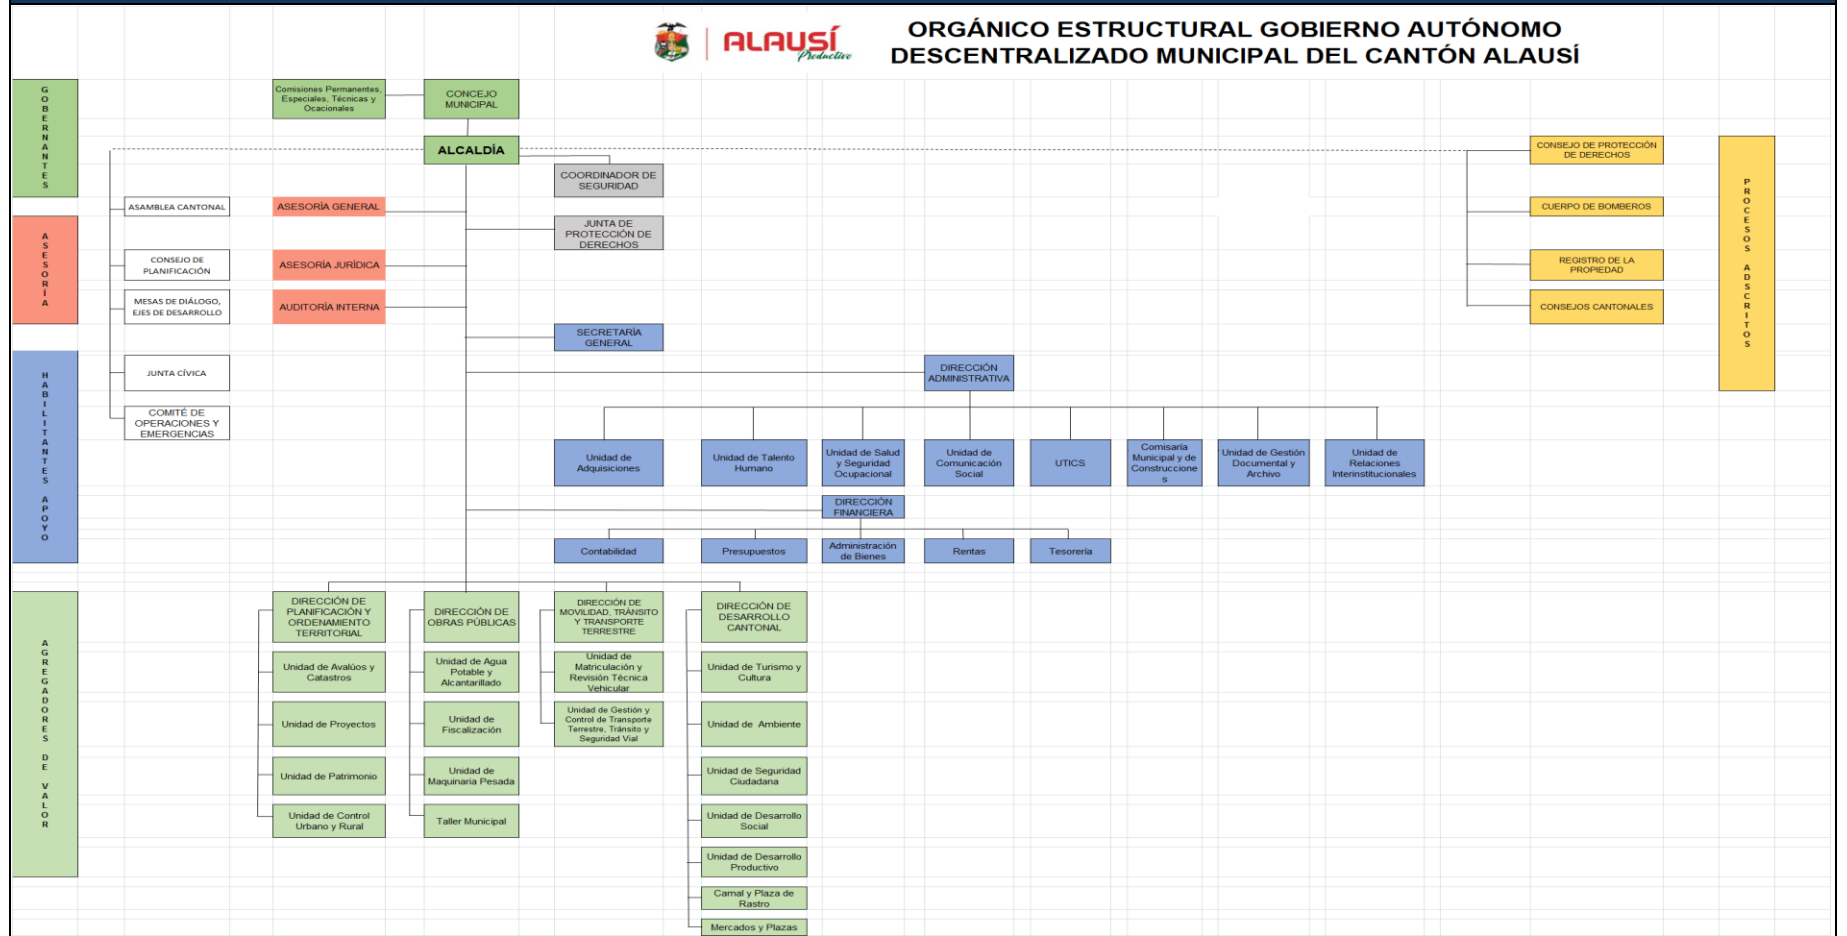 ALAUSÍ
Productivo
ORGÁNICO ESTRUCTURAL GOBIERNO AUTÓNOMO
DESCENTRALIZADO MUNICIPAL DEL CANTÓN ALAUSÍ
GOBERNANTES
Comisiones Permanentes,
Especiales, Técnicas y
Ocacionales
CONCEJO
MUNICIPAL
ALCALDÌA
COORDINADOR DE
SEGURIDAD
CONSEJO DE PROTECCIÓN
DE DERECHOS
PROCESOS ADSCRITOS
ASAMBLEA CANTONAL
ASESORÍA GENERAL
CUERPO DE BOMBEROS
ASESORÍA
JUNTA DE
PROTECCIÓN DE
DERECHOS
CONSEJO DE
PLANIFICACIÓN
ASESORÍA JURÍDICA
REGISTRO DE LA
PROPIEDAD
MESAS DE DIÁLOGO,
EJES DE DESARROLLO
AUDITORÍA INTERNA
CONSEJOS CANTONALES
SECRETARÍA
GENERAL
HABILITANTES APOYO
JUNTA CÍVICA
DIRECCIÓN
ADMINISTRATIVA
COMITÉ DE
OPERACIONES Y
EMERGENCIAS
Unidad de
Adquisiciones
Unidad de Talento
Humano
Unidad de Salud
y Seguridad
Ocupacional
Unidad de
Comunicación
Social
UTICS
Comisaría
Municipal y de
Construccione
s
Unidad de Gestión
Documental y
Archivo
Unidad de
Relaciones
Interinstitucionales
DIRECCIÓN
FINANCIERA
Contabilidad
Presupuestos
Administración
de Bienes
Rentas
Tesorería
AGREGADORES DE VALOR
DIRECCIÓN DE
PLANIFICACIÓN Y
ORDENAMIENTO
TERRITORIAL
DIRECCIÓN DE
OBRAS PÚBLICAS
DIRECCIÓN DE
MOVILIDAD, TRÁNSITO
Y TRANSPORTE
TERRESTRE
DIRECCIÓN DE
DESARROLLO
CANTONAL
Unidad de Avalúos y
Catastros
Unidad de Agua
Potable y
Alcantarillado
Unidad de
Matriculación y
Revisión Técnica
Vehicular
Unidad de Turismo y
Cultura
Unidad de Proyectos
Unidad de
Fiscalización
Unidad de Gestión y
Control de Transporte
Terrestre, Tránsito y
Seguridad Vial
Unidad de Ambiente
Unidad de Patrimonio
Unidad de
Maquinaria Pesada
Unidad de Seguridad
Ciudadana
Unidad de Control
Urbano y Rural
Taller Municipal
Unidad de Desarrollo
Social
Unidad de Desarrollo
Productivo
Camal y Plaza de
Rastro
Mercados y Plazas